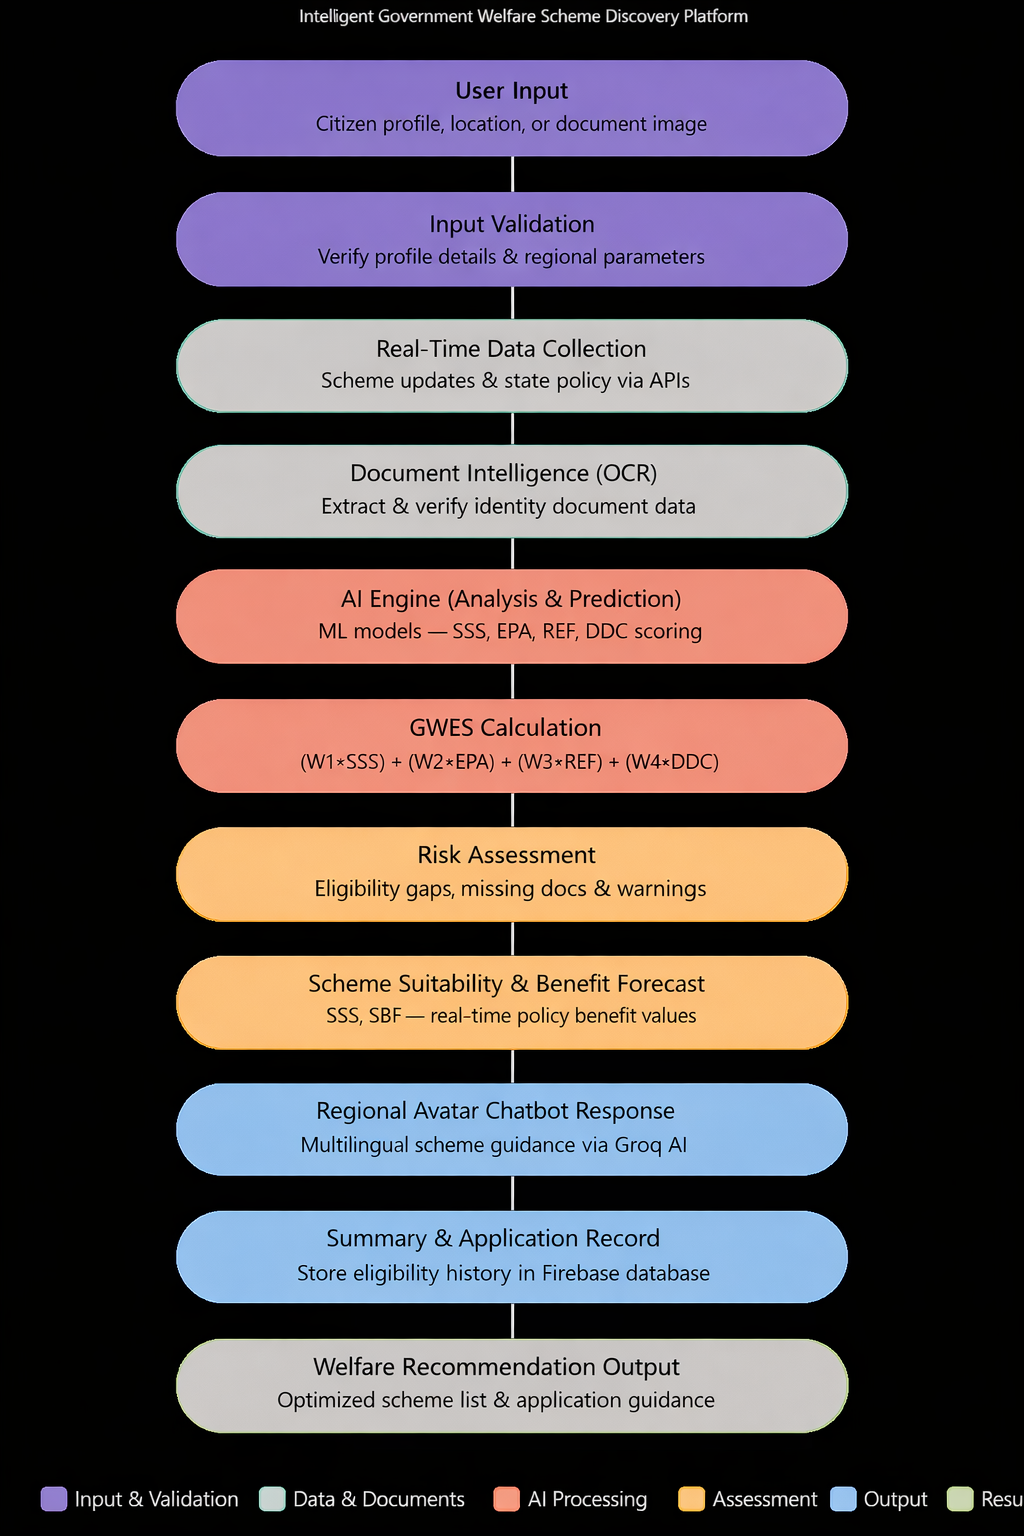 Intelligent Government Welfare Scheme Discovery Platform
User Input
Citizen profile, location, or document image
Input Validation
Verify profile details & regional parameters
Real-Time Data Collection
Scheme updates & state policy via APIs
Document Intelligence (OCR)
Extract & verify identity document data
AI Engine (Analysis & Prediction)
ML models — SSS, EPA, REF, DDC scoring
GWES Calculation
(W1*SSS) + (W2*EPA) + (W3*REF) + (W4*DDC)
Risk Assessment
Eligibility gaps, missing docs & warnings
Scheme Suitability & Benefit Forecast
SSS, SBF — real-time policy benefit values
Regional Avatar Chatbot Response
Multilingual scheme guidance via Groq AI
Summary & Application Record
Store eligibility history in Firebase database
Welfare Recommendation Output
Optimized scheme list & application guidance
Input & Validation Data & Documents AI Processing Assessment Output Resu